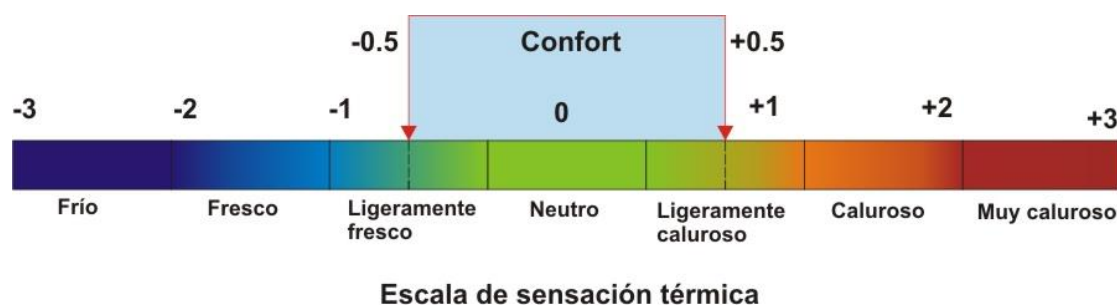 -0.5 Confort +0.5
-3 -2 -1 0 +1 +2 +3
Frío Fresco Ligeramente fresco Neutro Ligeramente caluroso Caluroso Muy caluroso
Escala de sensación térmica